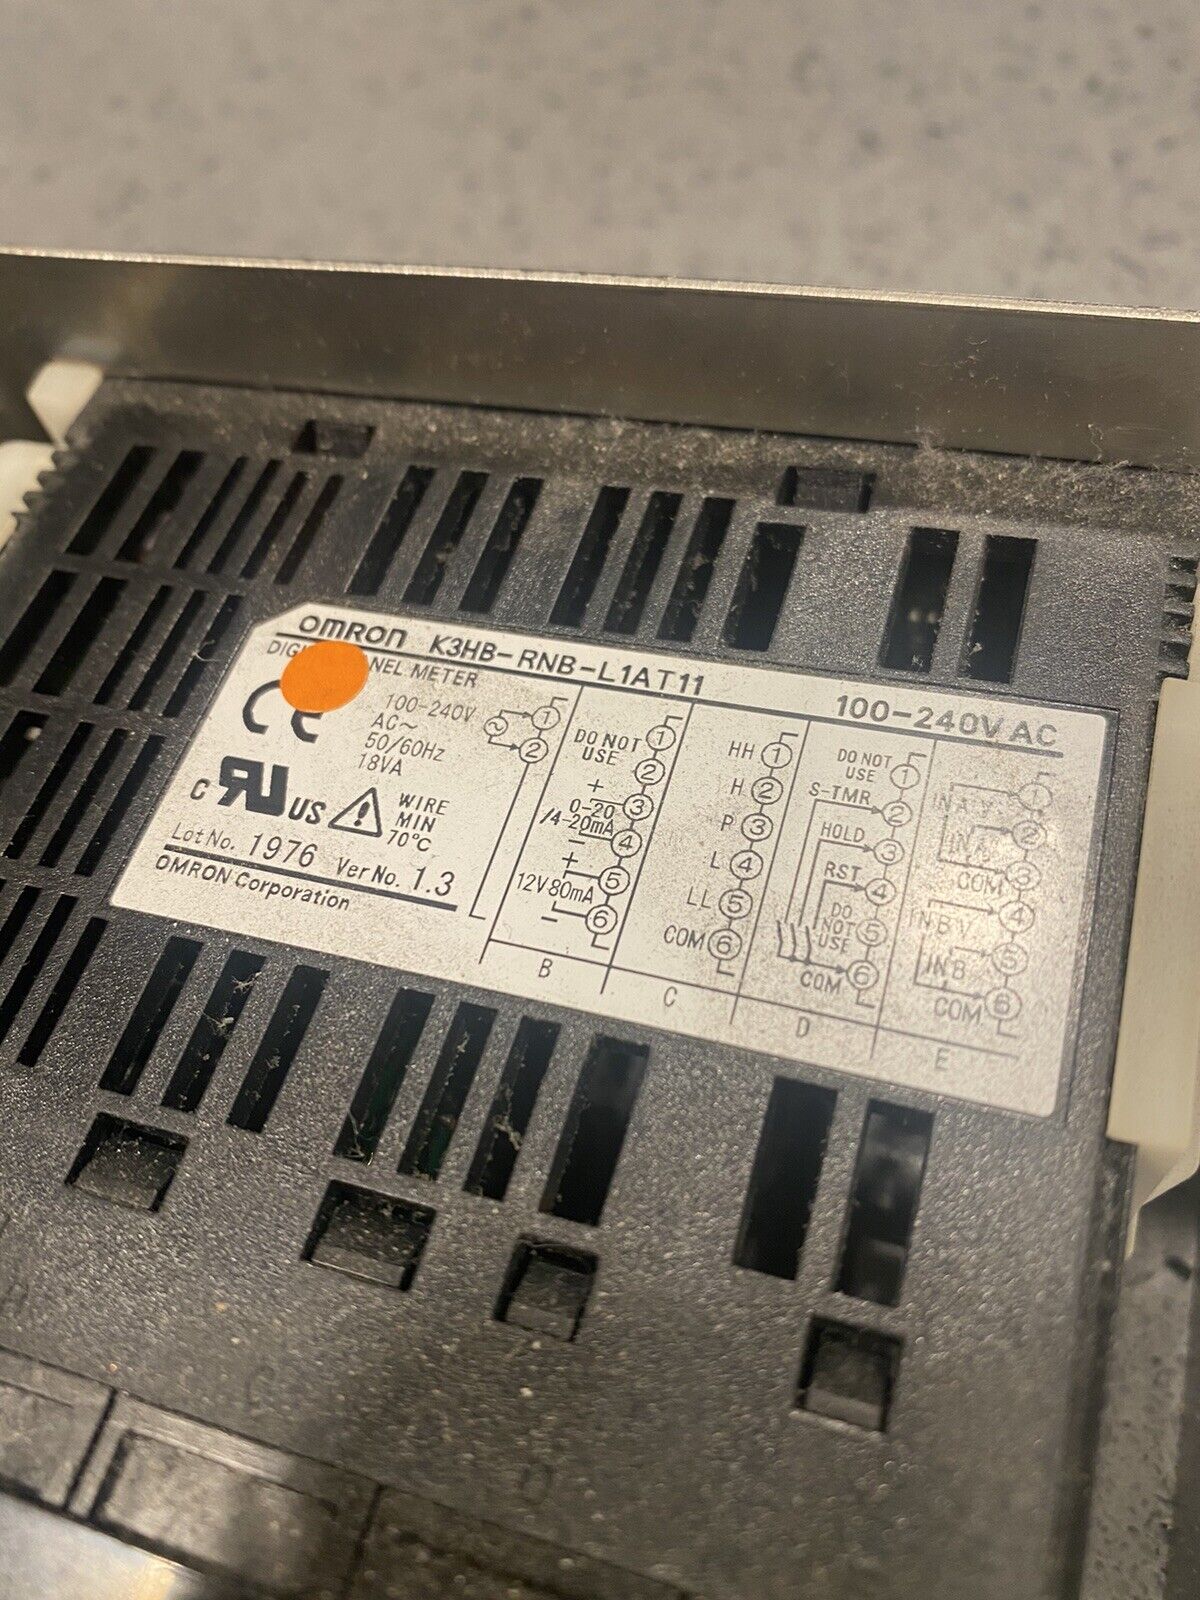 OMRON K3HB-RNB-L1AT11 100-240V AC
NEL METER
CE
100-240V
AC~
50/60Hz
18VA
C RU US
WIRE
MIN
70°C
Lot No. 1976 Ver No. 1.3
OMRON Corporation
1
2
B
DO NOT
USE
1
2
+
0-20
/4-20mA
-
3
4
+
12V 80mA
-
5
6
C
HH 1
H 2
P 3
L 4
LL 5
COM 6
D
DO NOT
USE
1
S-TMR 2
HOLD 3
RST 4
DO
NOT
USE
5
COM 6
E
1
IN A
2
COM 3
IN B V 4
IN B 5
COM 6